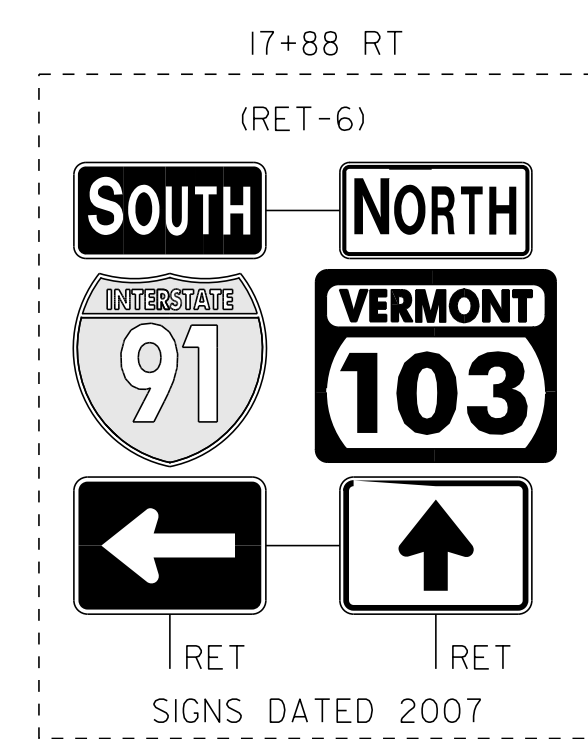 17+88 RT
(RET-6)
SOUTH NORTH
INTERSTATE
91
VERMONT
103
RET RET
SIGNS DATED 2007